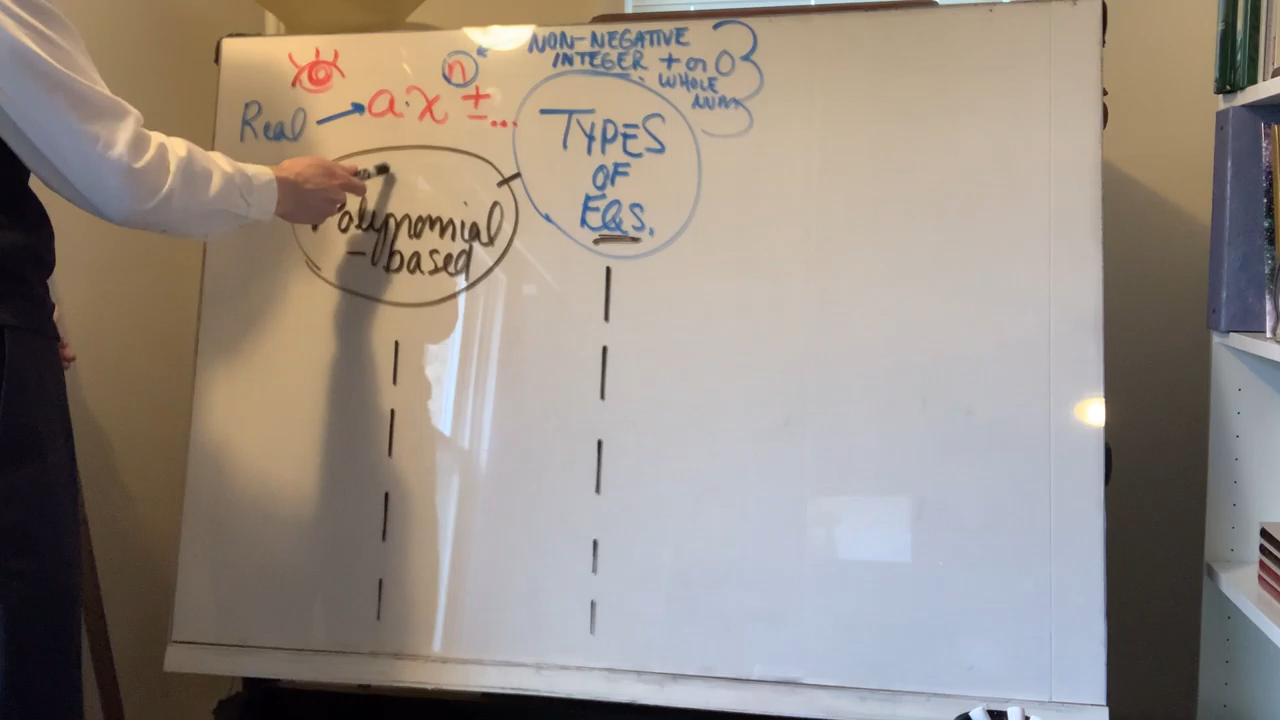 NON-NEGATIVE
INTEGER + or 0
WHOLE
NUM
Real → a·x^n ± ...
TYPES
OF
EQS.
Polynomial
-based